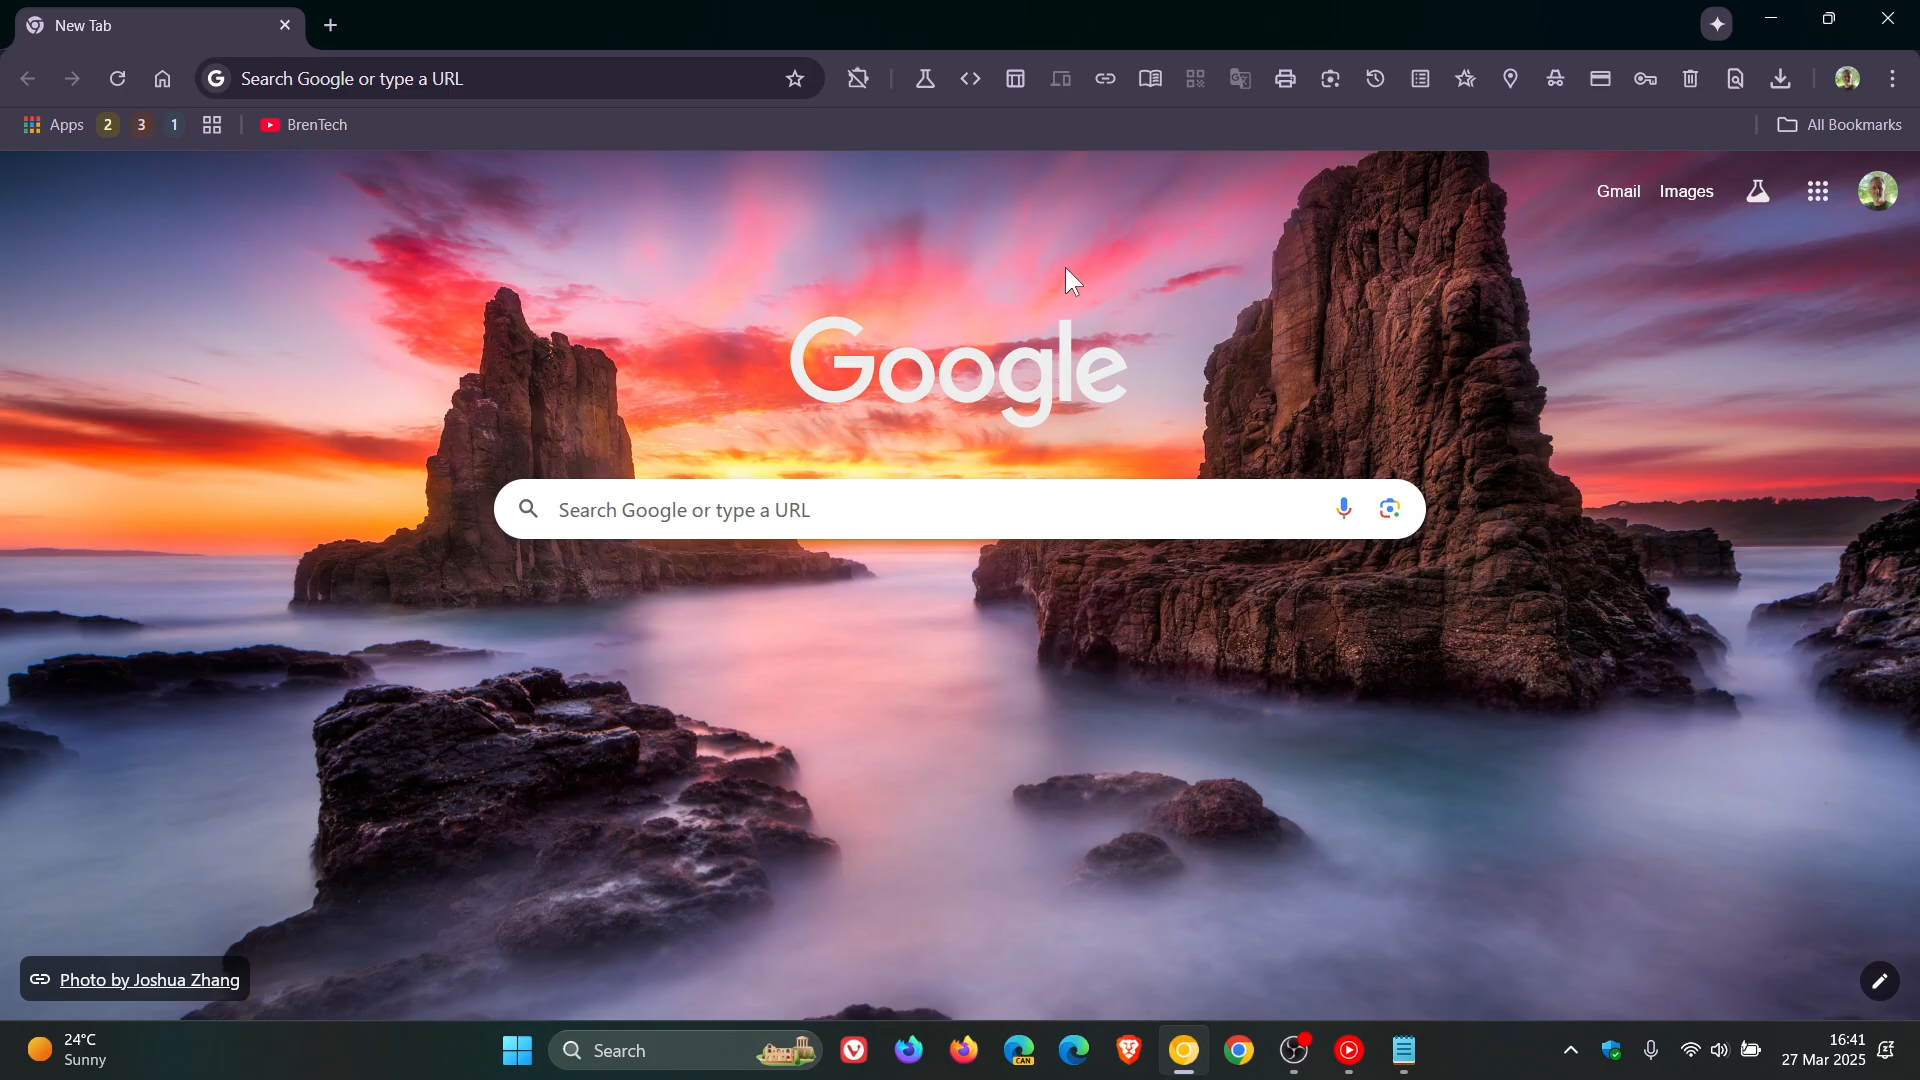 New Tab
Search Google or type a URL
Apps
2
3
1
BrenTech
All Bookmarks
Gmail
Images
Google
Search Google or type a URL
Photo by Joshua Zhang
24°C
Sunny
Search
CAN
16:41
27 Mar 2025